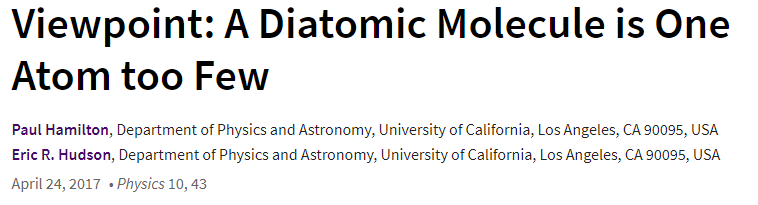 Viewpoint: A Diatomic Molecule is One
Atom too Few
Paul Hamilton, Department of Physics and Astronomy, University of California, Los Angeles, CA 90095, USA
Eric R. Hudson, Department of Physics and Astronomy, University of California, Los Angeles, CA 90095, USA
April 24, 2017 • Physics 10, 43